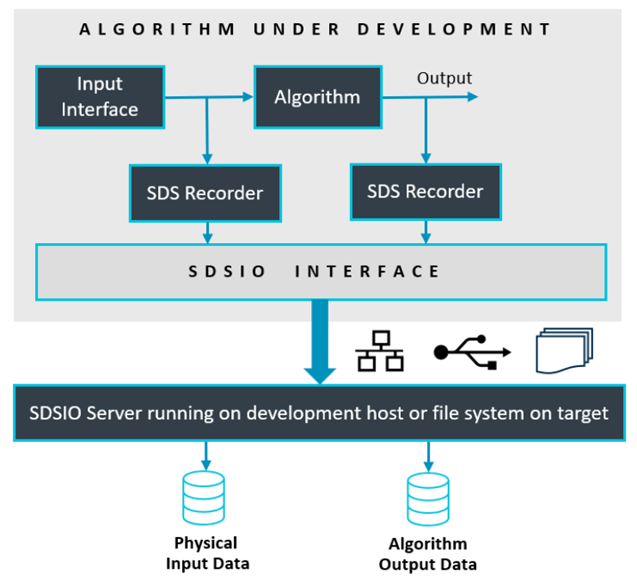 ALGORITHM UNDER DEVELOPMENT
Input
Interface
Algorithm
Output
SDS Recorder
SDS Recorder
SDSIO INTERFACE
SDSIO Server running on development host or file system on target
Physical
Input Data
Algorithm
Output Data